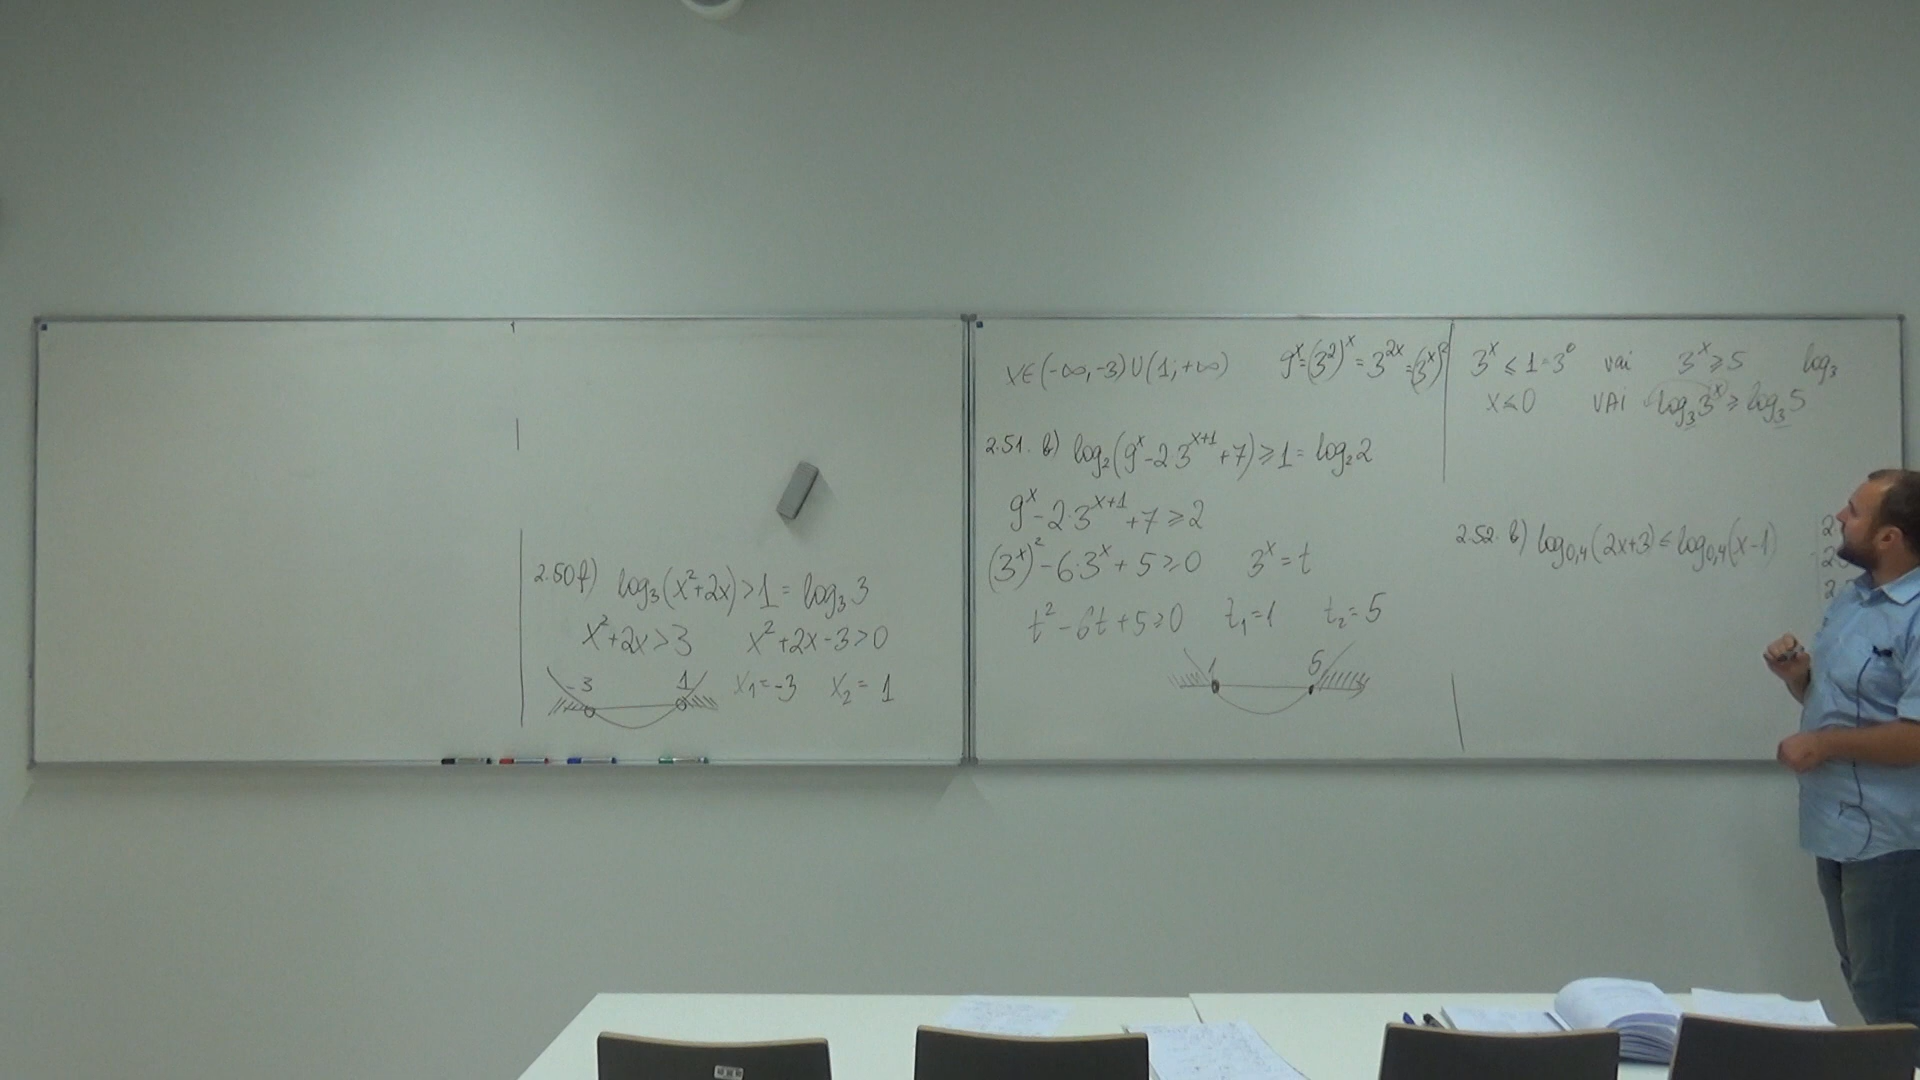 2.50 f) log₃(x²+2x) > 1 = log₃3
x²+2x>3 x²+2x-3>0
-3 1 x₁=-3 x₂=1
x∈(-∞,-3)∪(1;+∞) 9ˣ=(3²)ˣ=3²ˣ=(3ˣ)²
2.51. b) log₂(9ˣ-2·3ˣ⁺¹+7)≥1=log₂2
9ˣ-2·3ˣ⁺¹+7≥2
(3ˣ)²-6·3ˣ+5≥0 3ˣ=t
t²-6t+5≥0 t₁=1 t₂=5
1 5
3ˣ≤1=3⁰ vai 3ˣ≥5 log₃
x≤0 VAI log₃3ˣ≥log₃5
2.52. b) log₀,₄(2x+3)≤log₀,₄(x-1)